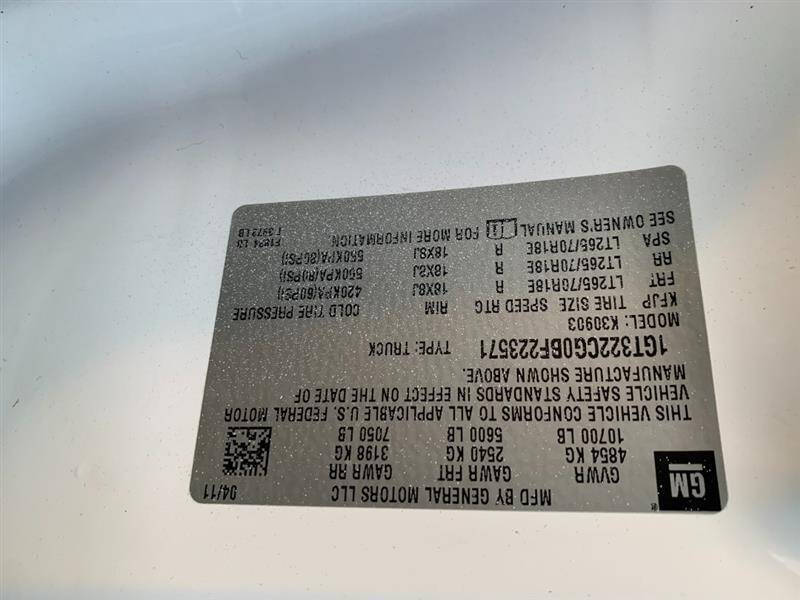 GM
MFD BY GENERAL MOTORS LLC 04/11
GVWR GAWR FRT GAWR RR
4854 KG 2540 KG 3198 KG
10700 LB 5600 LB 7050 LB
THIS VEHICLE CONFORMS TO ALL APPLICABLE U.S. FEDERAL MOTOR
VEHICLE SAFETY STANDARDS IN EFFECT ON THE DATE OF
MANUFACTURE SHOWN ABOVE.
1GT322CG0BF223571 TYPE: TRUCK
MODEL: K30903
KFJP TIRE SIZE SPEED RTG RIM COLD TIRE PRESSURE
FRT LT265/70R18E R 18X8J 420KPA(60PSI)
RR LT265/70R18E R 18X8J 550KPA(80PSI)
SPA LT265/70R18E R 18X8J 550KPA(80PSI)
SEE OWNER'S MANUAL FOR MORE INFORMATION